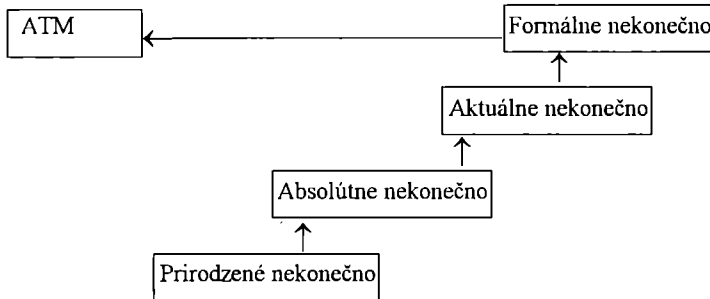 ATM
Formálne nekonečno
Aktuálne nekonečno
Absolútne nekonečno
Prirodzené nekonečno